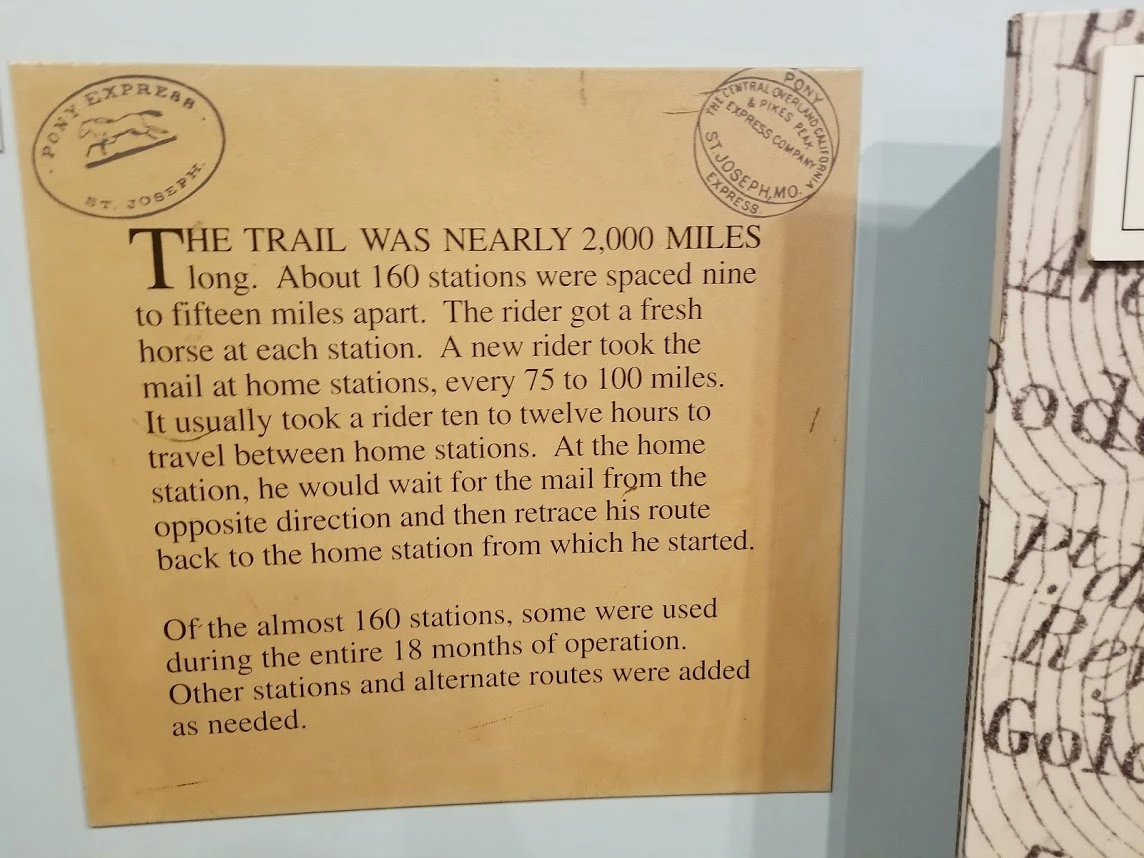 PONY EXPRESS
ST. JOSEPH.
PONY
THE CENTRAL OVERLAND CALIFORNIA
& PIKES PEAK
EXPRESS COMPANY
ST. JOSEPH, MO.
EXPRESS.
THE TRAIL WAS NEARLY 2,000 MILES
long. About 160 stations were spaced nine
to fifteen miles apart. The rider got a fresh
horse at each station. A new rider took the
mail at home stations, every 75 to 100 miles.
It usually took a rider ten to twelve hours to
travel between home stations. At the home
station, he would wait for the mail from the
opposite direction and then retrace his route
back to the home station from which he started.
Of the almost 160 stations, some were used
during the entire 18 months of operation.
Other stations and alternate routes were added
as needed.